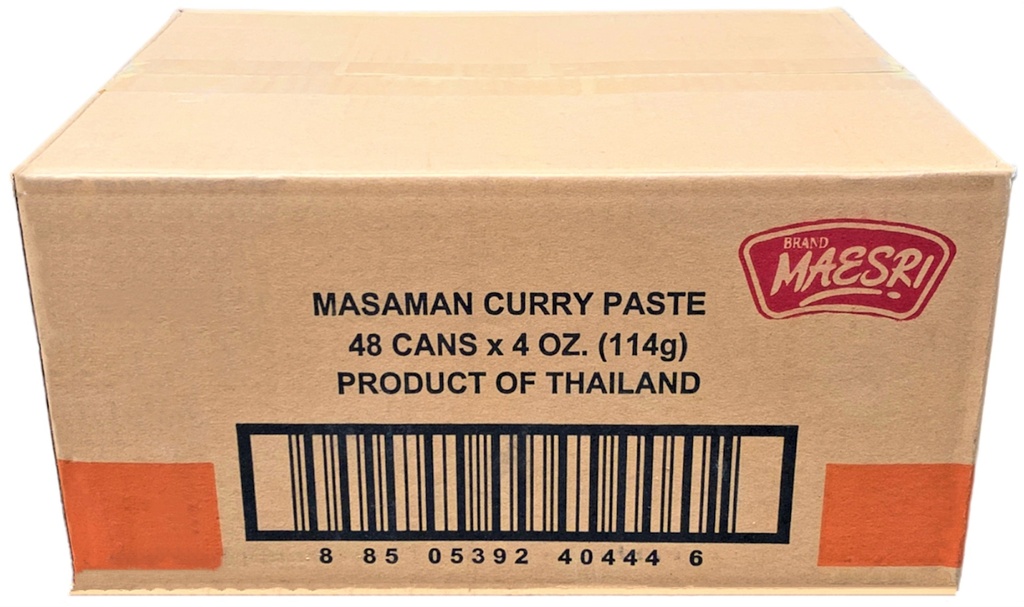 BRAND
MAESRI
MASAMAN CURRY PASTE
48 CANS x 4 OZ. (114g)
PRODUCT OF THAILAND
8 85 05392 40444 6